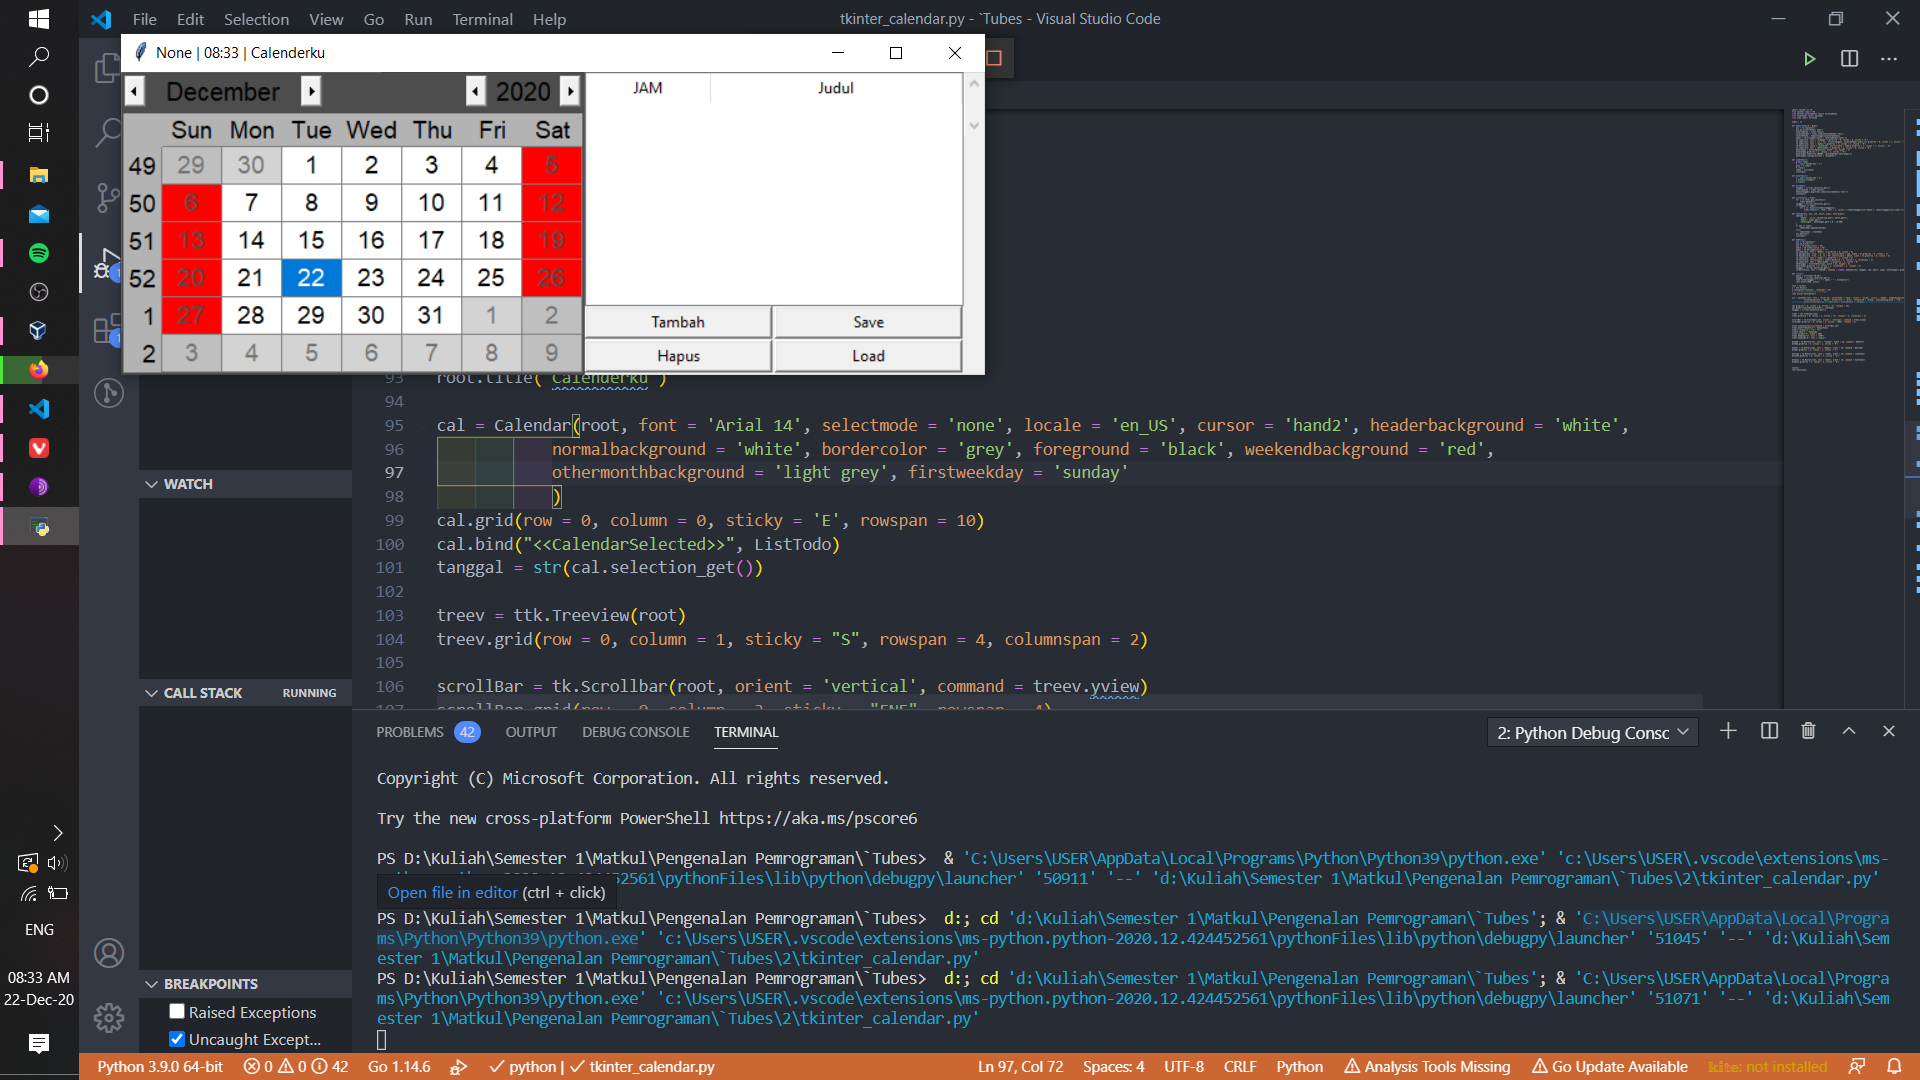 File Edit Selection View Go Run Terminal Help
tkinter_calendar.py - `Tubes - Visual Studio Code
None | 08:33 | Calenderku
December 2020
JAM Judul
Sun Mon Tue Wed Thu Fri Sat
49 29 30 1 2 3 4 5
50 6 7 8 9 10 11 12
51 13 14 15 16 17 18 19
52 20 21 22 23 24 25 26
1 27 28 29 30 31 1 2
2 3 4 5 6 7 8 9
Tambah Save
Hapus Load
93 root.title("Calenderku")
94
95 cal = Calendar(root, font = 'Arial 14', selectmode = 'none', locale = 'en_US', cursor = 'hand2', headerbackground = 'white',
96 normalbackground = 'white', bordercolor = 'grey', foreground = 'black', weekendbackground = 'red',
97 othermonthbackground = 'light grey', firstweekday = 'sunday'
98 )
99 cal.grid(row = 0, column = 0, sticky = 'E', rowspan = 10)
100 cal.bind("<<CalendarSelected>>", ListTodo)
101 tanggal = str(cal.selection_get())
102
103 treev = ttk.Treeview(root)
104 treev.grid(row = 0, column = 1, sticky = "S", rowspan = 4, columnspan = 2)
105
106 scrollBar = tk.Scrollbar(root, orient = 'vertical', command = treev.yview)
WATCH
CALL STACK RUNNING
BREAKPOINTS
Raised Exceptions
Uncaught Except...
PROBLEMS 42 OUTPUT DEBUG CONSOLE TERMINAL
2: Python Debug Consc
Copyright (C) Microsoft Corporation. All rights reserved.
Try the new cross-platform PowerShell https://aka.ms/pscore6
PS D:\Kuliah\Semester 1\Matkul\Pengenalan Pemrograman\`Tubes> & 'C:\Users\USER\AppData\Local\Programs\Python\Python39\python.exe' 'c:\Users\USER\.vscode\extensions\ms-
452561\pythonFiles\lib\python\debugpy\launcher' '50911' '--' 'd:\Kuliah\Semester 1\Matkul\Pengenalan Pemrograman\`Tubes\2\tkinter_calendar.py'
Open file in editor (ctrl + click)
PS D:\Kuliah\Semester 1\Matkul\Pengenalan Pemrograman\`Tubes> d:; cd 'd:\Kuliah\Semester 1\Matkul\Pengenalan Pemrograman\`Tubes'; & 'C:\Users\USER\AppData\Local\Progra
ms\Python\Python39\python.exe' 'c:\Users\USER\.vscode\extensions\ms-python.python-2020.12.424452561\pythonFiles\lib\python\debugpy\launcher' '51045' '--' 'd:\Kuliah\Sem
ester 1\Matkul\Pengenalan Pemrograman\`Tubes\2\tkinter_calendar.py'
PS D:\Kuliah\Semester 1\Matkul\Pengenalan Pemrograman\`Tubes> d:; cd 'd:\Kuliah\Semester 1\Matkul\Pengenalan Pemrograman\`Tubes'; & 'C:\Users\USER\AppData\Local\Progra
ms\Python\Python39\python.exe' 'c:\Users\USER\.vscode\extensions\ms-python.python-2020.12.424452561\pythonFiles\lib\python\debugpy\launcher' '51071' '--' 'd:\Kuliah\Sem
ester 1\Matkul\Pengenalan Pemrograman\`Tubes\2\tkinter_calendar.py'
ENG
08:33 AM
22-Dec-20
Python 3.9.0 64-bit 0 0 42 Go 1.14.6 python | tkinter_calendar.py
Ln 97, Col 72 Spaces: 4 UTF-8 CRLF Python Analysis Tools Missing Go Update Available kite: not installed